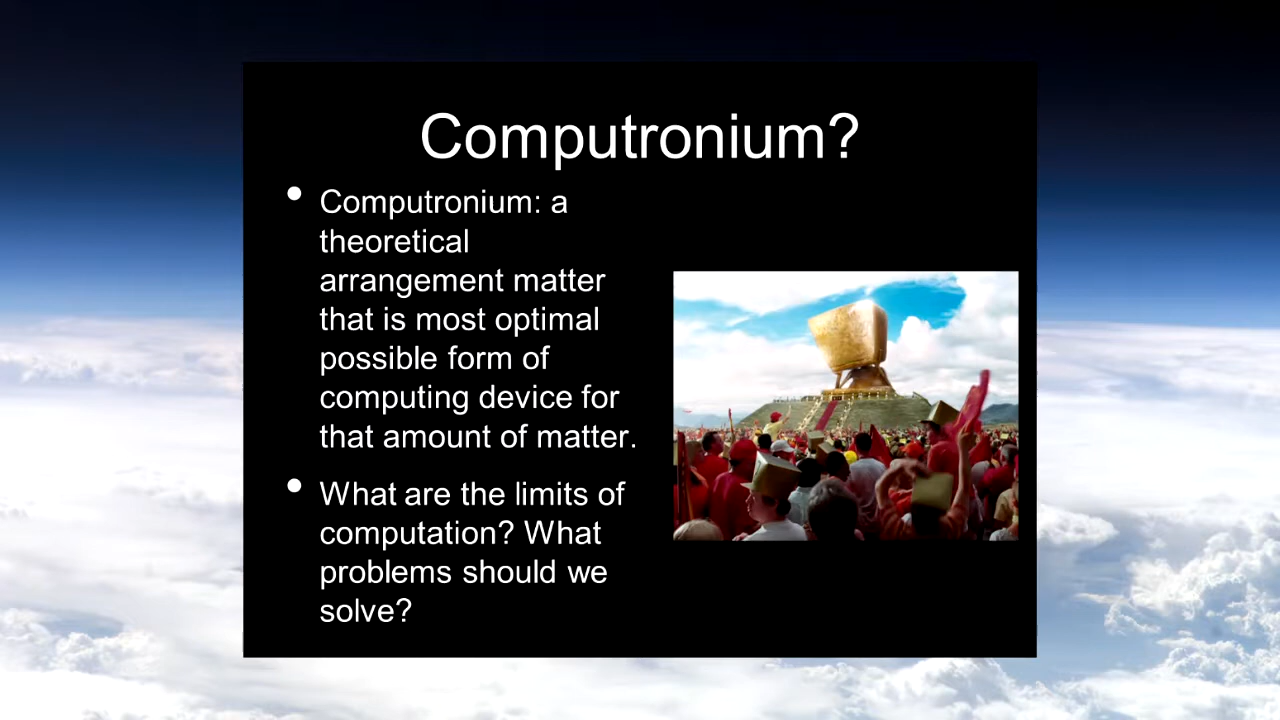 Computronium?
• Computronium: a
theoretical
arrangement matter
that is most optimal
possible form of
computing device for
that amount of matter.
• What are the limits of
computation? What
problems should we
solve?